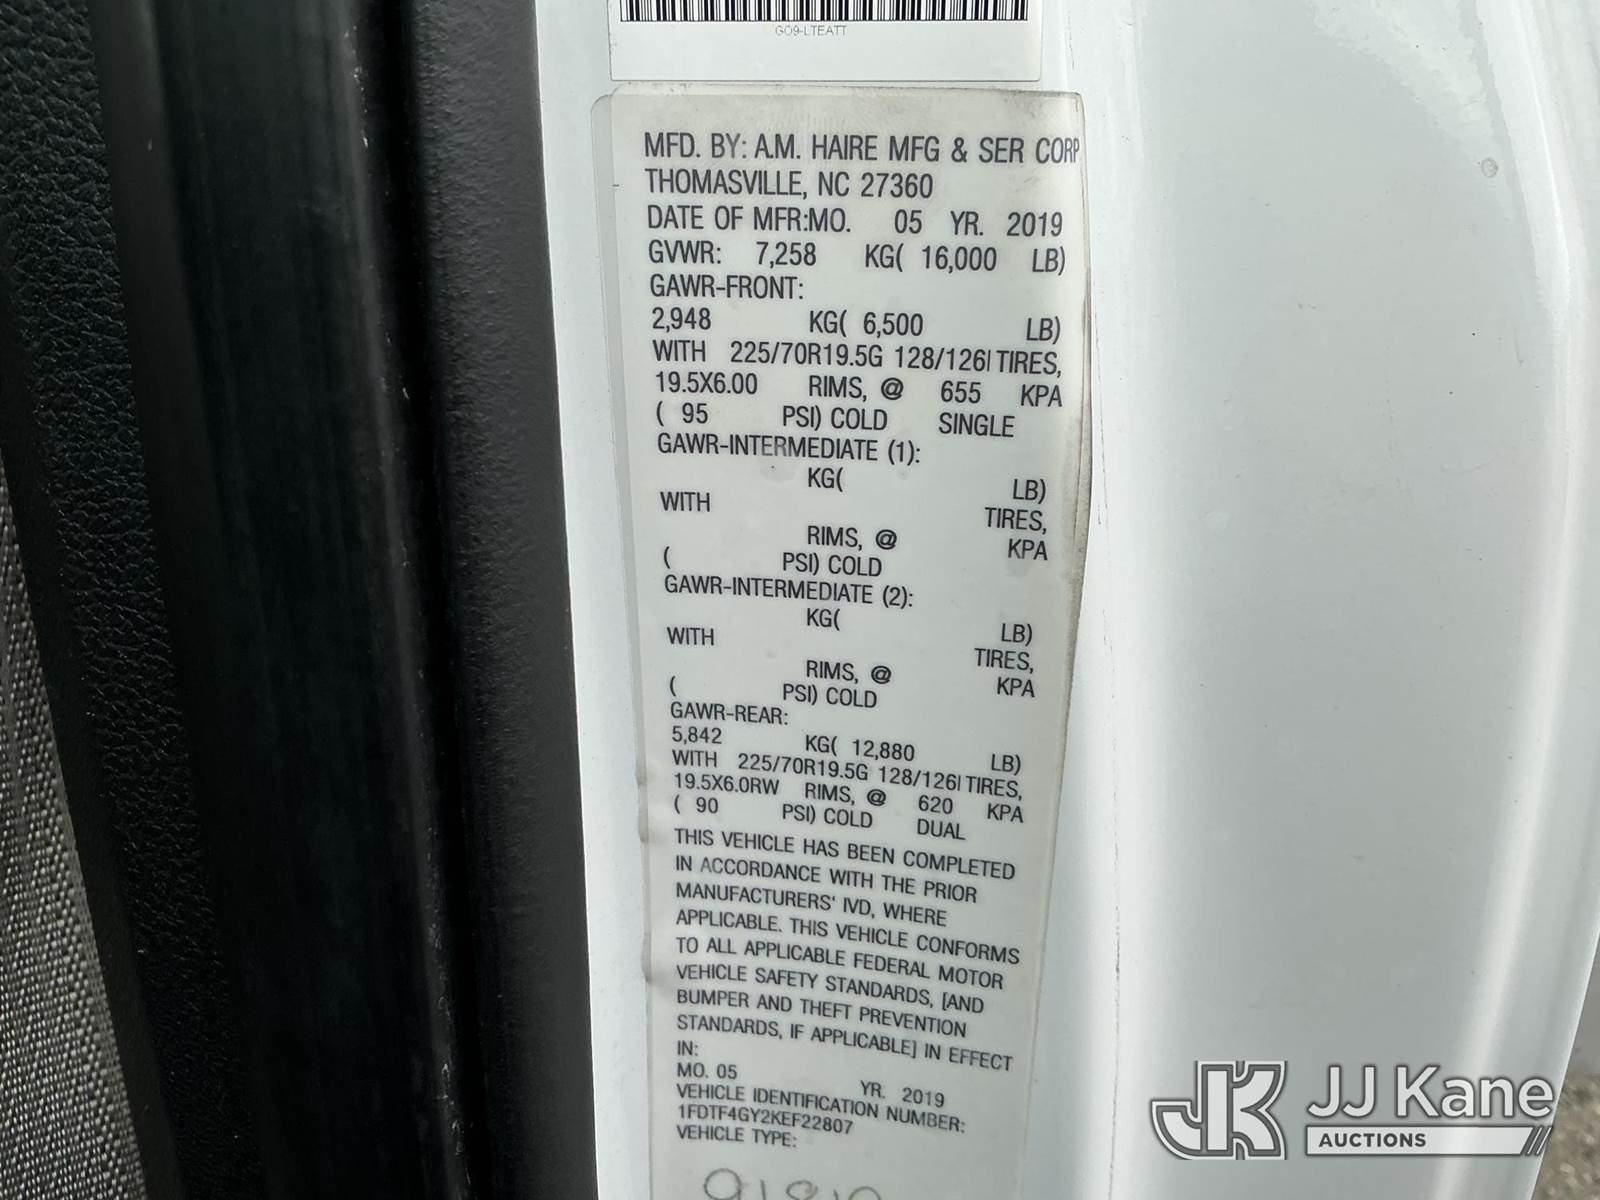 G09-LTEATT
MFD. BY: A.M. HAIRE MFG & SER CORP
THOMASVILLE, NC 27360
DATE OF MFR:MO. 05 YR. 2019
GVWR: 7,258 KG( 16,000 LB)
GAWR-FRONT:
2,948 KG( 6,500 LB)
WITH 225/70R19.5G 128/126l TIRES,
19.5X6.00 RIMS, @ 655 KPA
( 95 PSI) COLD SINGLE
GAWR-INTERMEDIATE (1):
KG( LB)
WITH TIRES,
RIMS, @ KPA
( PSI) COLD
GAWR-INTERMEDIATE (2):
KG( LB)
WITH TIRES,
RIMS, @ KPA
( PSI) COLD
GAWR-REAR:
5,842 KG( 12,880 LB)
WITH 225/70R19.5G 128/126l TIRES,
19.5X6.0RW RIMS, @ 620 KPA
( 90 PSI) COLD DUAL
THIS VEHICLE HAS BEEN COMPLETED
IN ACCORDANCE WITH THE PRIOR
MANUFACTURERS' IVD, WHERE
APPLICABLE. THIS VEHICLE CONFORMS
TO ALL APPLICABLE FEDERAL MOTOR
VEHICLE SAFETY STANDARDS, [AND
BUMPER AND THEFT PREVENTION
STANDARDS, IF APPLICABLE] IN EFFECT
IN:
MO. 05 YR. 2019
VEHICLE IDENTIFICATION NUMBER:
1FDTF4GY2KEF22807
VEHICLE TYPE:
JK JJ Kane
AUCTIONS